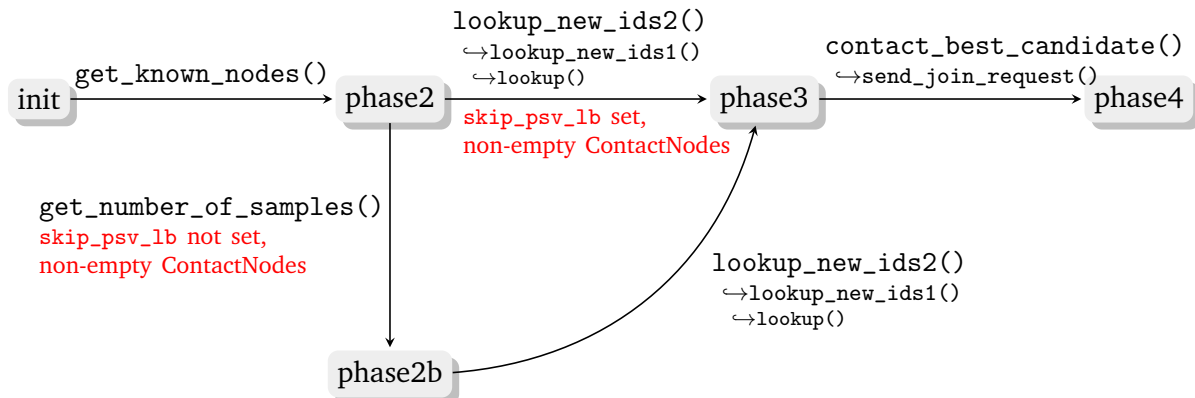 lookup_new_ids2()
↪lookup_new_ids1()
↪lookup()
contact_best_candidate()
↪send_join_request()
get_known_nodes()
init
phase2
phase3
phase4
skip_psv_lb set,
non-empty ContactNodes
get_number_of_samples()
skip_psv_lb not set,
non-empty ContactNodes
lookup_new_ids2()
↪lookup_new_ids1()
↪lookup()
phase2b